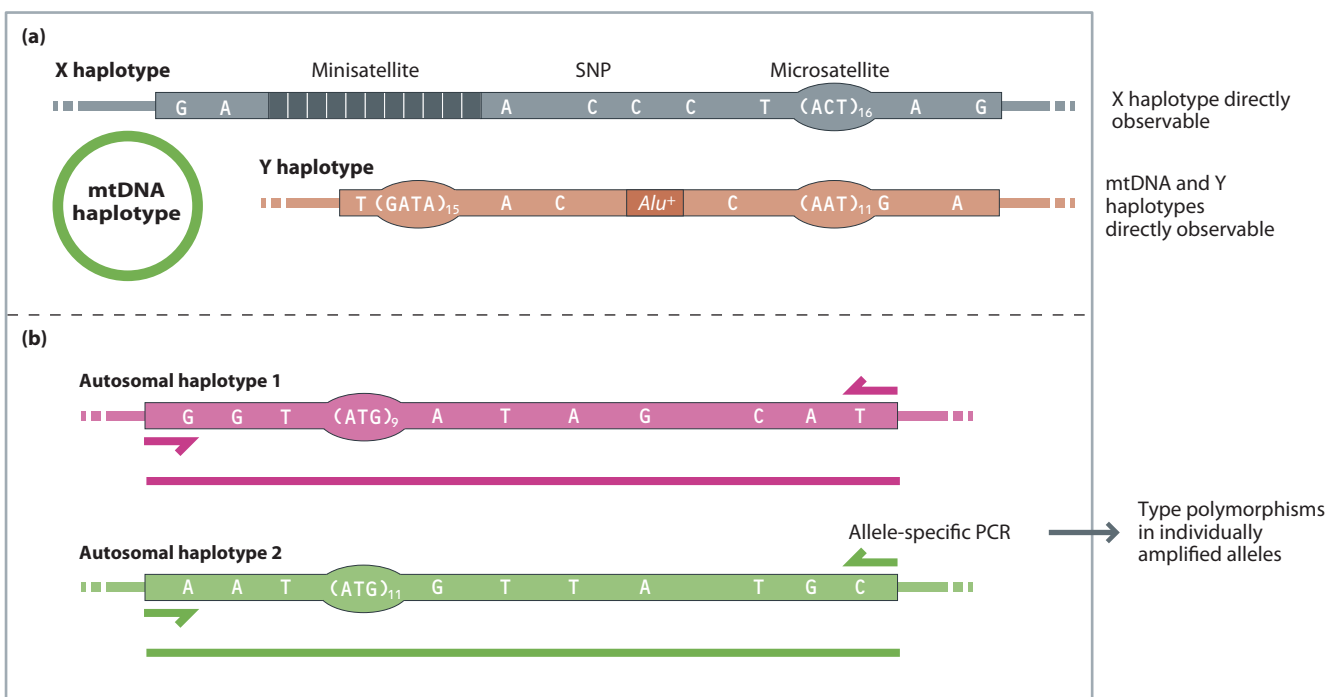 (a)
X haplotype
Minisatellite
SNP
Microsatellite
G A A C C C T (ACT)16 A G
X haplotype directly
observable
mtDNA
haplotype
Y haplotype
T (GATA)15 A C Alu+ C (AAT)11 G A
mtDNA and Y
haplotypes
directly observable
(b)
Autosomal haplotype 1
G G T (ATG)9 A T A G C A T
Allele-specific PCR
Type polymorphisms
in individually
amplified alleles
Autosomal haplotype 2
A A T (ATG)11 G T T A T G C